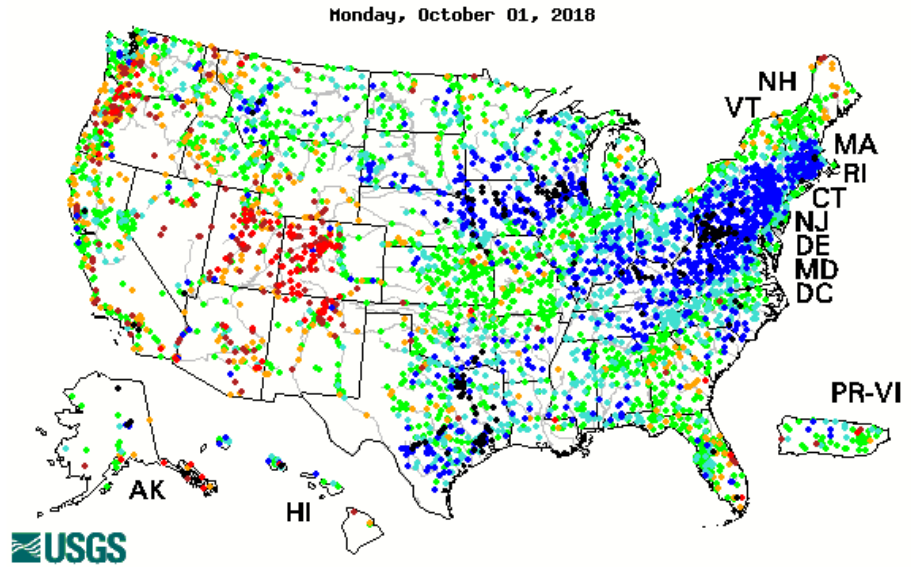 Monday, October 01, 2018
NH
VT
MA
RI
CT
NJ
DE
MD
DC
PR-VI
AK
HI
USGS